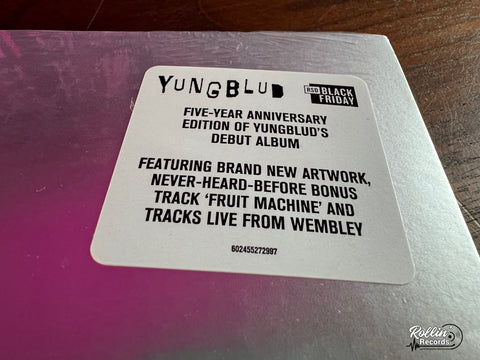 YUNGBLUD
RSD BLACK
FRIDAY
FIVE-YEAR ANNIVERSARY
EDITION OF YUNGBLUD'S
DEBUT ALBUM
FEATURING BRAND NEW ARTWORK,
NEVER-HEARD-BEFORE BONUS
TRACK 'FRUIT MACHINE' AND
TRACKS LIVE FROM WEMBLEY
602455272997
Rollin'
Records